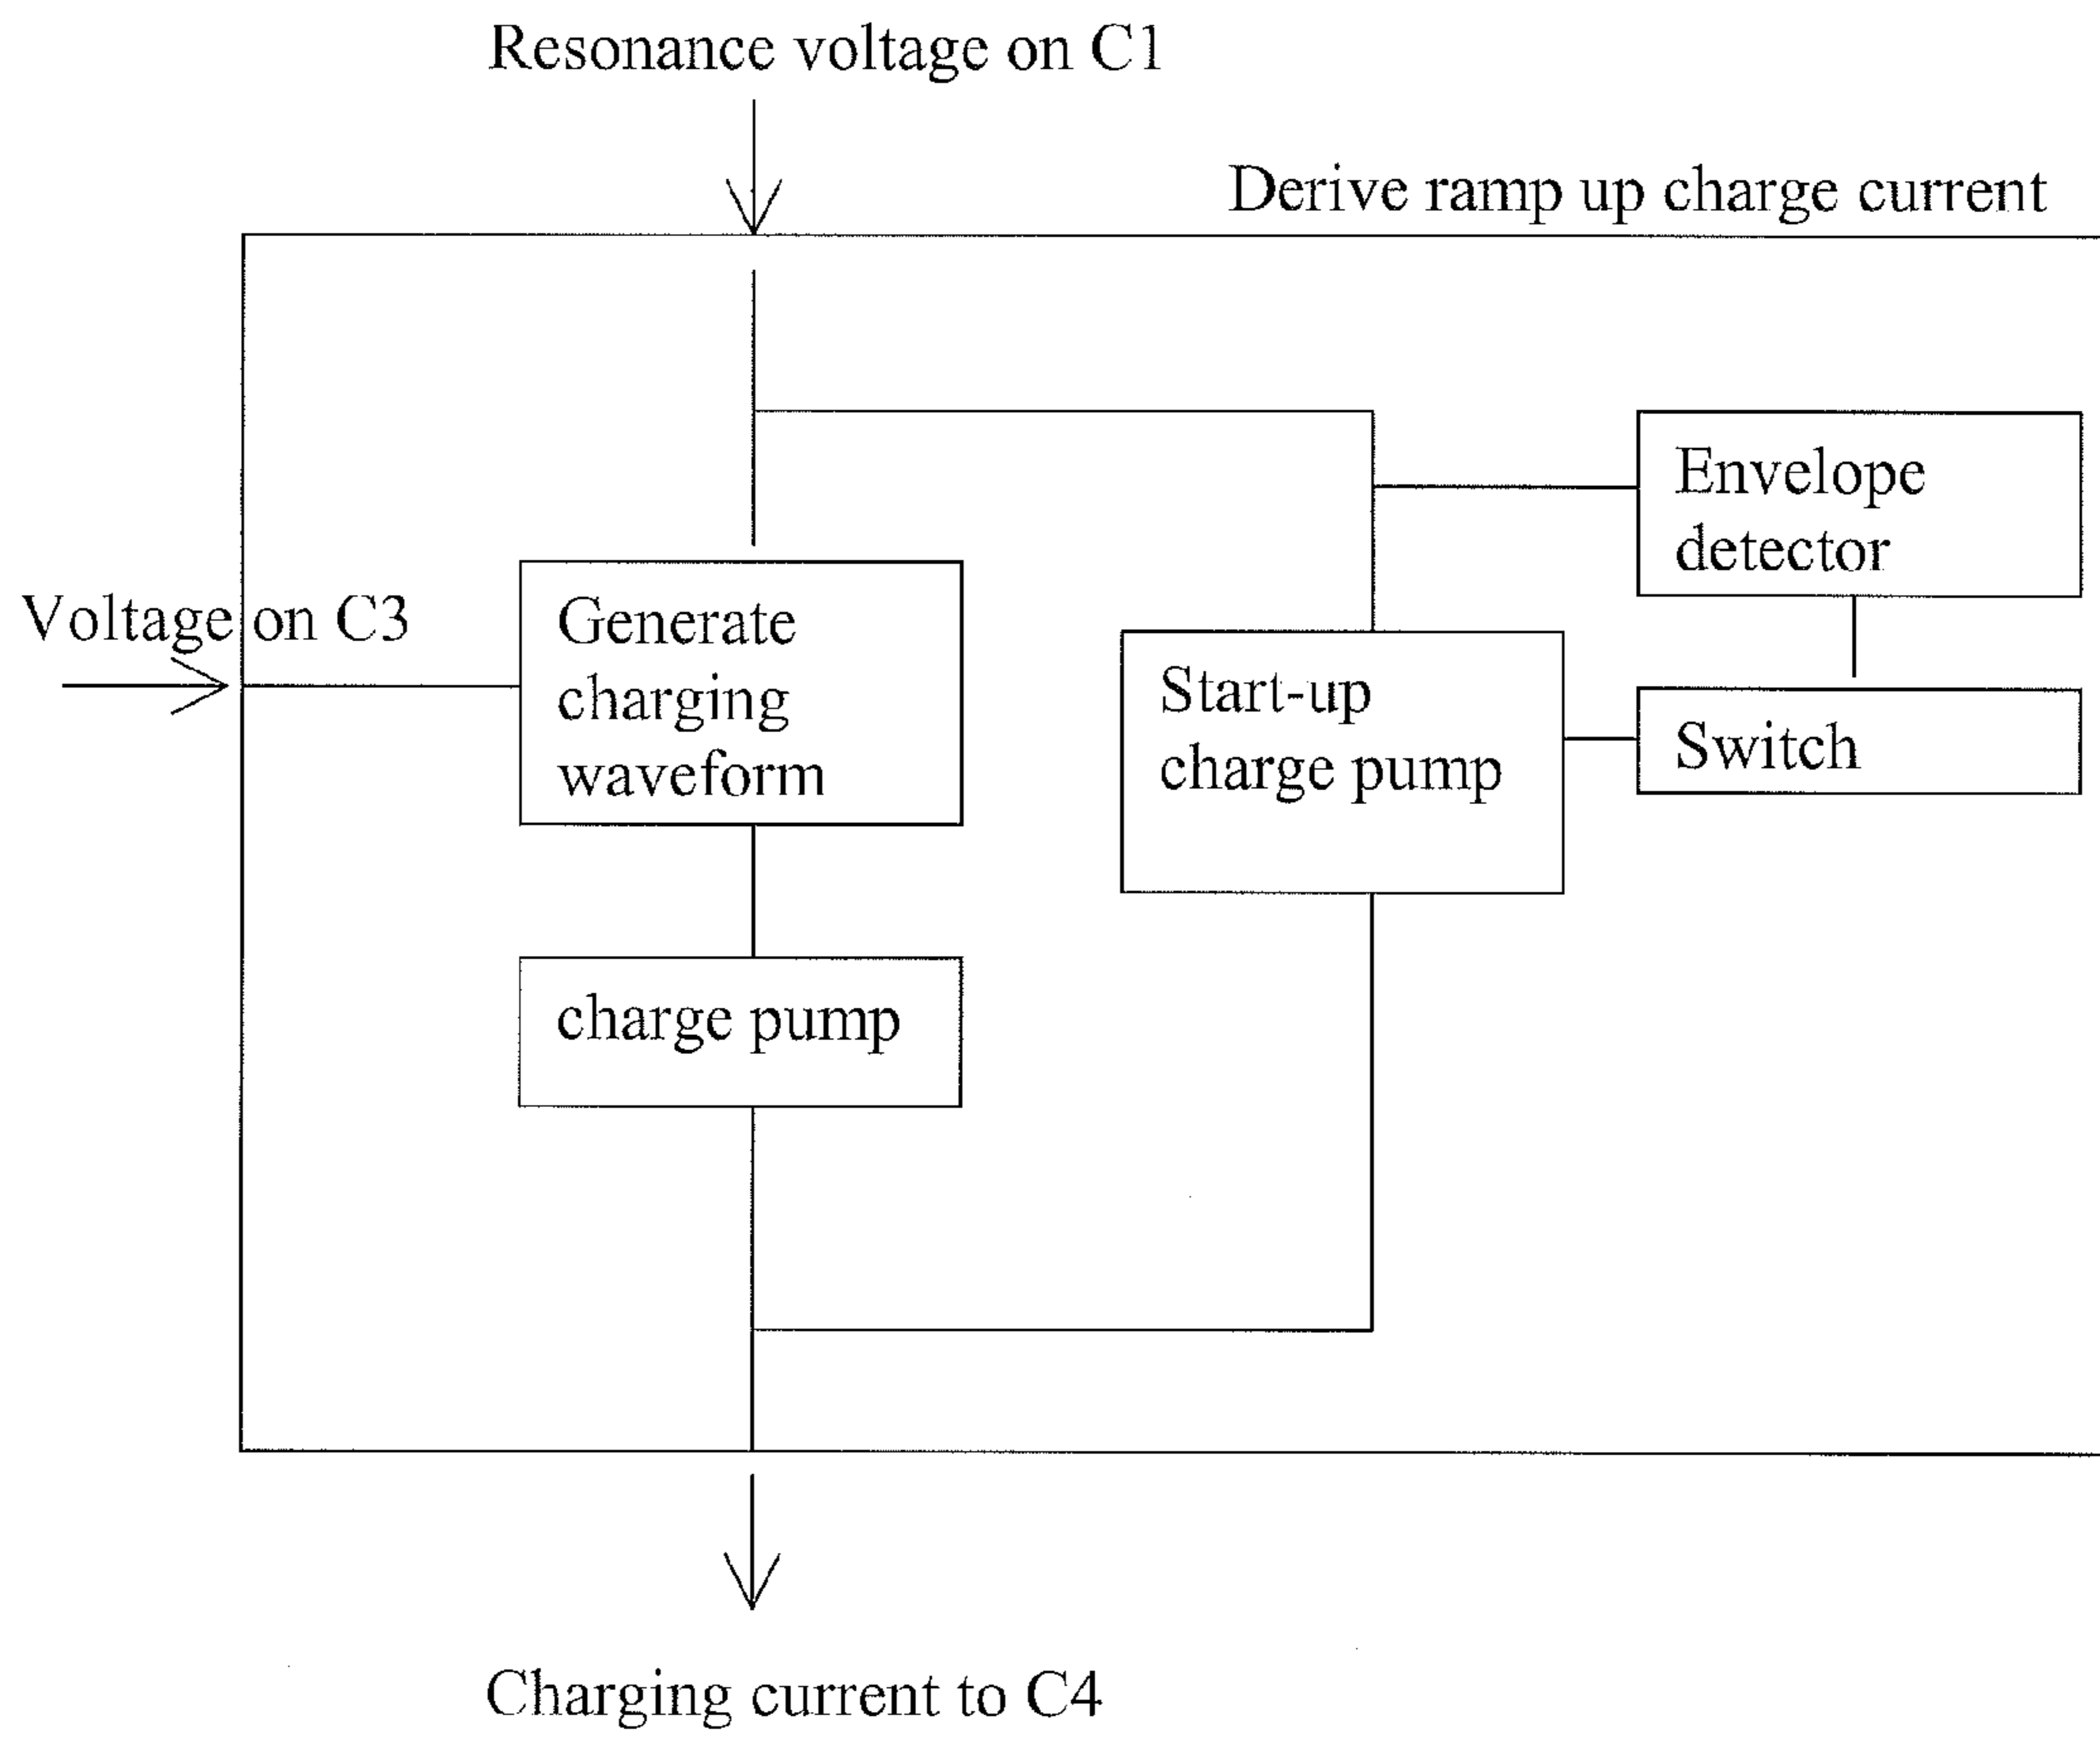 Resonance voltage on C1
Derive ramp up charge current
Envelope
detector
Voltage on C3
Generate
charging
waveform
Start-up
charge pump
Switch
charge pump
Charging current to C4